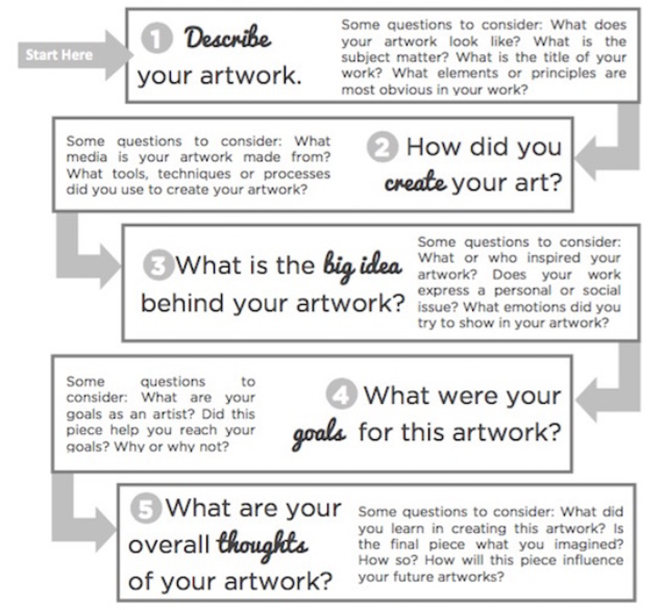 Start Here
1 Describe
your artwork.
Some questions to consider: What does
your artwork look like? What is the
subject matter? What is the title of your
work? What elements or principles are
most obvious in your work?
Some questions to consider: What
media is your artwork made from?
What tools, techniques or processes
did you use to create your artwork?
2 How did you
create your art?
3 What is the big idea
behind your artwork?
Some questions to consider:
What or who inspired your
artwork? Does your work
express a personal or social
issue? What emotions did you
try to show in your artwork?
Some questions to
consider: What are your
goals as an artist? Did this
piece help you reach your
goals? Why or why not?
4 What were your
goals for this artwork?
5 What are your
overall thoughts
of your artwork?
Some questions to consider: What did
you learn in creating this artwork? Is
the final piece what you imagined?
How so? How will this piece influence
your future artworks?